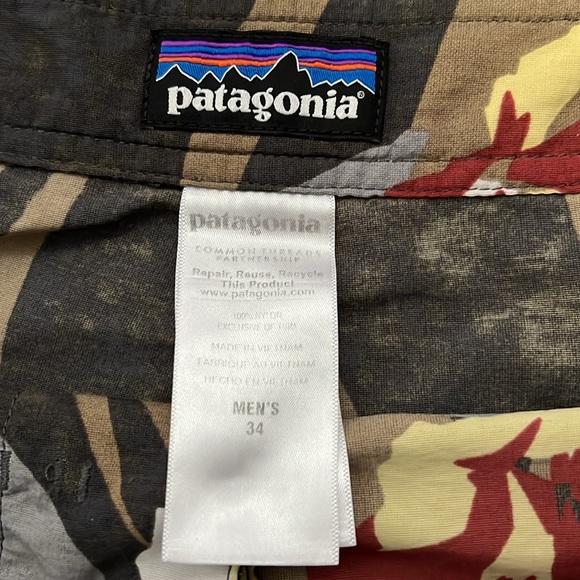 patagonia®
patagonia
COMMON THREADS
PARTNERSHIP
Repair, Reuse, Recycle
This Product
www.patagonia.com
100% NYLON
EXCLUSIVE OF TRIM
MADE IN VIETNAM
FABRIQUÉ AU VIETNAM
HECHO EN VIETNAM
MEN'S
34